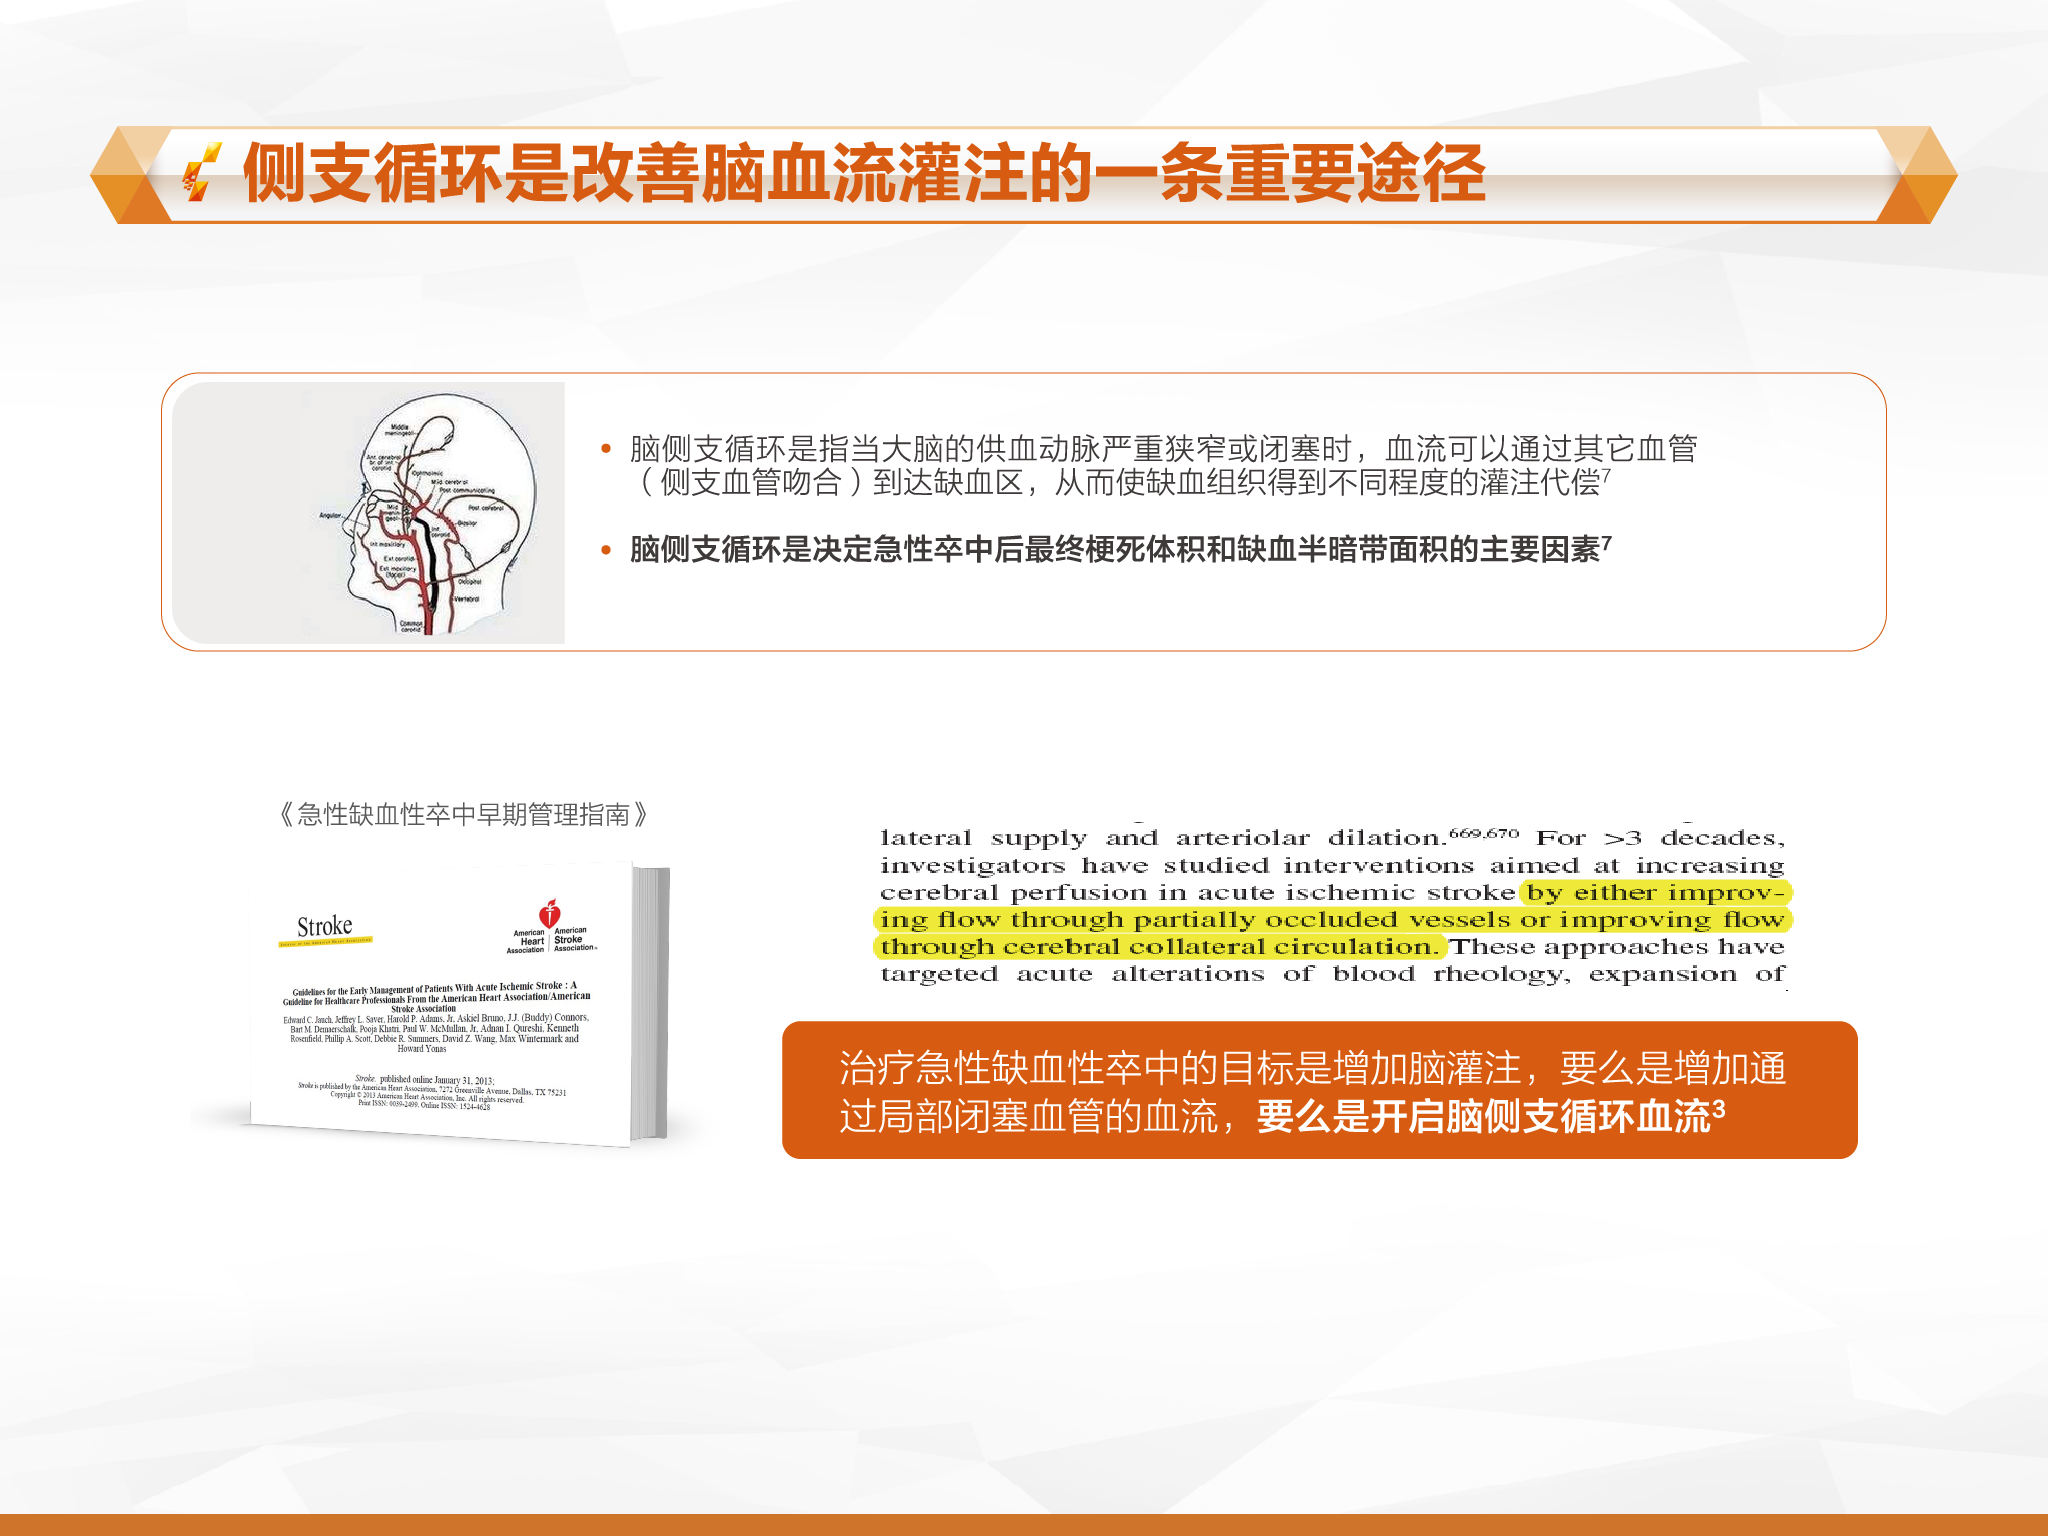 侧支循环是改善脑血流灌注的一条重要途径
Middle
meningeal
Ant. cerebral
br. of int.
carotid
Ophthalmic
Mid cerebral
Post communicating
Post. cerebral
Angular
Mid
menin-
geal
Basilar
Int.
carotid
Int maxillary
Ext carotid
Ext maxillary
(facial)
Occipital
Vertebral
Common
carotid
• 脑侧支循环是指当大脑的供血动脉严重狭窄或闭塞时，血流可以通过其它血管
（侧支血管吻合）到达缺血区，从而使缺血组织得到不同程度的灌注代偿7
• 脑侧支循环是决定急性卒中后最终梗死体积和缺血半暗带面积的主要因素7
《急性缺血性卒中早期管理指南》
Stroke
JOURNAL OF THE AMERICAN HEART ASSOCIATION
American Heart Association
American Stroke Association
Guidelines for the Early Management of Patients With Acute Ischemic Stroke : A
Guideline for Healthcare Professionals From the American Heart Association/American
Stroke Association
Edward C. Jauch, Jeffrey L. Saver, Harold P. Adams, Jr, Askiel Bruno, J.J. (Buddy) Connors,
Bart M. Demaerschalk, Pooja Khatri, Paul W. McMullan, Jr, Adnan I. Qureshi, Kenneth
Rosenfield, Phillip A. Scott, Debbie R. Summers, David Z. Wang, Max Wintermark and
Howard Yonas
Stroke. published online January 31, 2013;
Stroke is published by the American Heart Association, 7272 Greenville Avenue, Dallas, TX 75231
Copyright © 2013 American Heart Association, Inc. All rights reserved.
Print ISSN: 0039-2499. Online ISSN: 1524-4628
lateral supply and arteriolar dilation.669,670 For >3 decades,
investigators have studied interventions aimed at increasing
cerebral perfusion in acute ischemic stroke by either improv-
ing flow through partially occluded vessels or improving flow
through cerebral collateral circulation. These approaches have
targeted acute alterations of blood rheology, expansion of
治疗急性缺血性卒中的目标是增加脑灌注，要么是增加通
过局部闭塞血管的血流，要么是开启脑侧支循环血流3